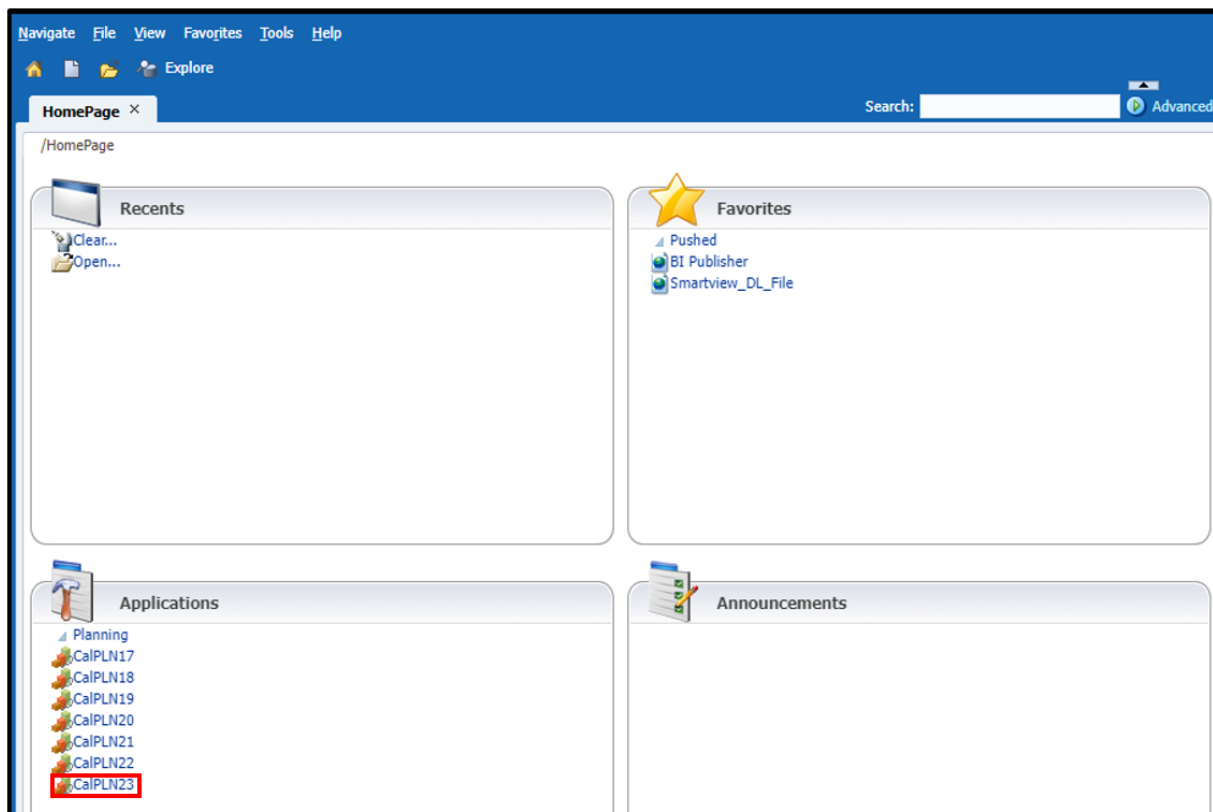 Navigate File View Favorites Tools Help
Explore
HomePage ×
Search:
Advanced
/HomePage
Recents
Clear...
Open...
Favorites
Pushed
BI Publisher
Smartview_DL_File
Applications
Planning
CalPLN17
CalPLN18
CalPLN19
CalPLN20
CalPLN21
CalPLN22
CalPLN23
Announcements